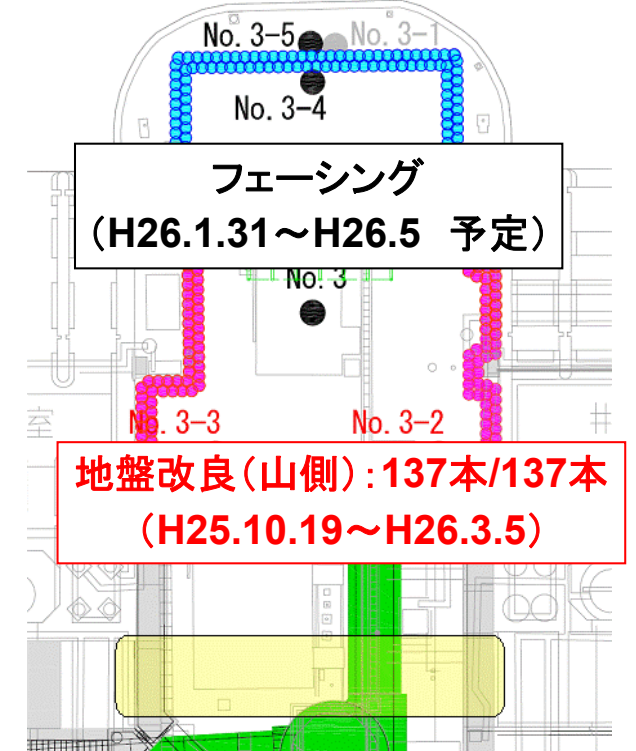 No. 3-5
No. 3-1
No. 3-4
フェーシング
（H26.1.31～H26.5　予定）
No. 3
No. 3-3
No. 3-2
室
井
地盤改良（山側）：137本/137本
（H25.10.19～H26.3.5）